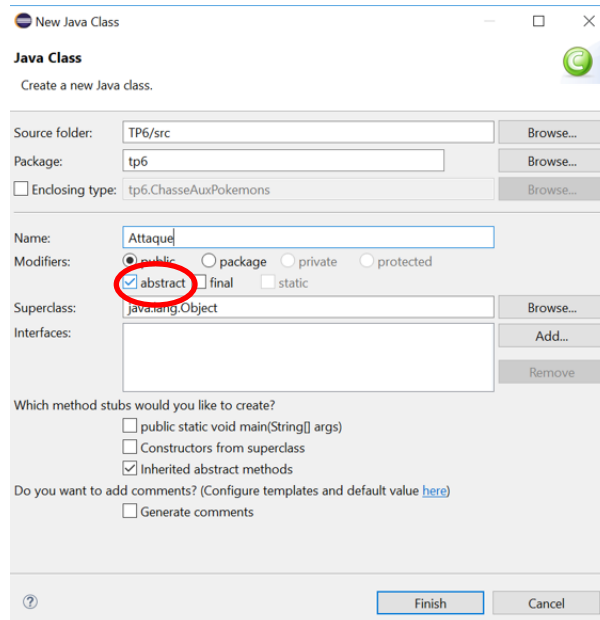 New Java Class
Java Class
Create a new Java class.
Source folder: TP6/src Browse...
Package: tp6 Browse...
Enclosing type: tp6.ChasseAuxPokemons Browse...
Name: Attaque
Modifiers: public package private protected
abstract final static
Superclass: java.lang.Object Browse...
Interfaces: Add...
Remove
Which method stubs would you like to create?
public static void main(String[] args)
Constructors from superclass
Inherited abstract methods
Do you want to add comments? (Configure templates and default value here)
Generate comments
? Finish Cancel